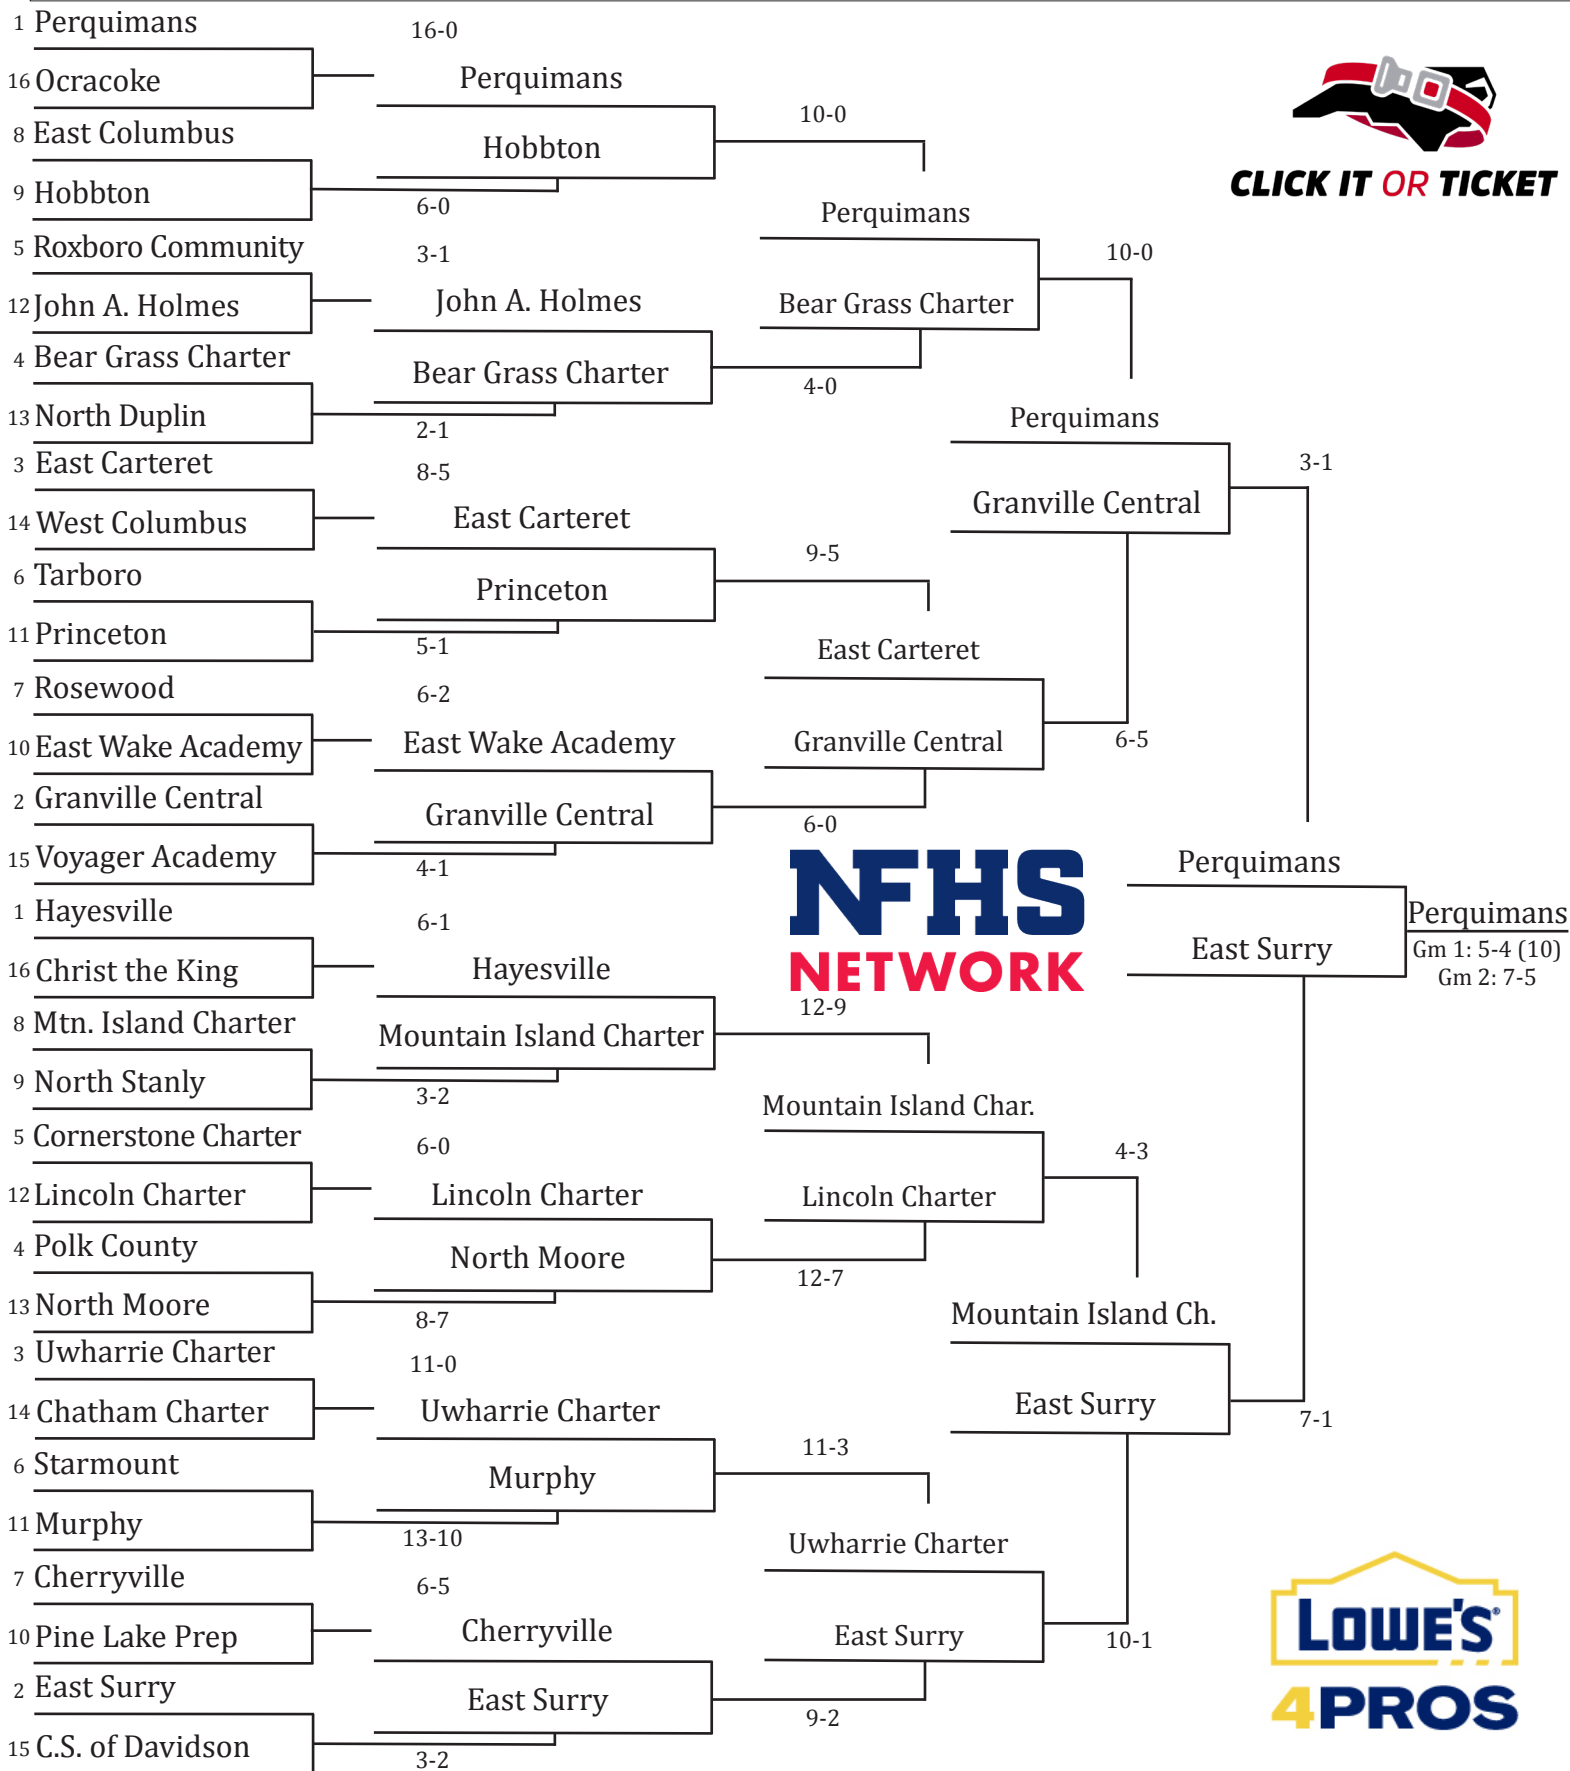 1 Perquimans
16 Ocracoke
8 East Columbus
9 Hobbton
5 Roxboro Community
12 John A. Holmes
4 Bear Grass Charter
13 North Duplin
3 East Carteret
14 West Columbus
6 Tarboro
11 Princeton
7 Rosewood
10 East Wake Academy
2 Granville Central
15 Voyager Academy
1 Hayesville
16 Christ the King
8 Mtn. Island Charter
9 North Stanly
5 Cornerstone Charter
12 Lincoln Charter
4 Polk County
13 North Moore
3 Uwharrie Charter
14 Chatham Charter
6 Starmount
11 Murphy
7 Cherryville
10 Pine Lake Prep
2 East Surry
15 C.S. of Davidson
16-0
Perquimans
Hobbton
6-0
3-1
John A. Holmes
Bear Grass Charter
2-1
8-5
East Carteret
Princeton
5-1
6-2
East Wake Academy
Granville Central
4-1
6-1
Hayesville
Mountain Island Charter
3-2
6-0
Lincoln Charter
North Moore
8-7
11-0
Uwharrie Charter
Murphy
13-10
6-5
Cherryville
East Surry
3-2
10-0
Perquimans
Bear Grass Charter
4-0
9-5
East Carteret
Granville Central
6-0
NFHS
NETWORK
12-9
Mountain Island Char.
Lincoln Charter
12-7
11-3
Uwharrie Charter
East Surry
9-2
10-0
Perquimans
Granville Central
6-5
4-3
Mountain Island Ch.
East Surry
10-1
3-1
Perquimans
East Surry
7-1
Perquimans
Gm 1: 5-4 (10)
Gm 2: 7-5
CLICK IT OR TICKET
LOWE'S®
4PROS